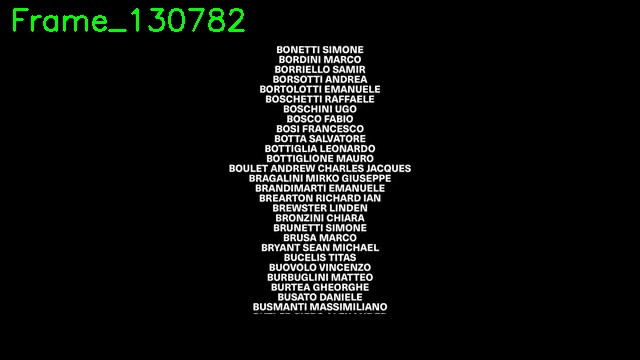 Frame_130782
BONETTI SIMONE
BORDINI MARCO
BORRIELLO SAMIR
BORSOTTI ANDREA
BORTOLOTTI EMANUELE
BOSCHETTI RAFFAELE
BOSCHINI UGO
BOSCO FABIO
BOSI FRANCESCO
BOTTA SALVATORE
BOTTIGLIA LEONARDO
BOTTIGLIONE MAURO
BOULET ANDREW CHARLES JACQUES
BRAGALINI MIRKO GIUSEPPE
BRANDIMARTI EMANUELE
BREARTON RICHARD IAN
BREWSTER LINDEN
BRONZINI CHIARA
BRUNETTI SIMONE
BRUSA MARCO
BRYANT SEAN MICHAEL
BUCELIS TITAS
BUOVOLO VINCENZO
BURBUGLINI MATTEO
BURTEA GHEORGHE
BUSATO DANIELE
BUSMANTI MASSIMILIANO